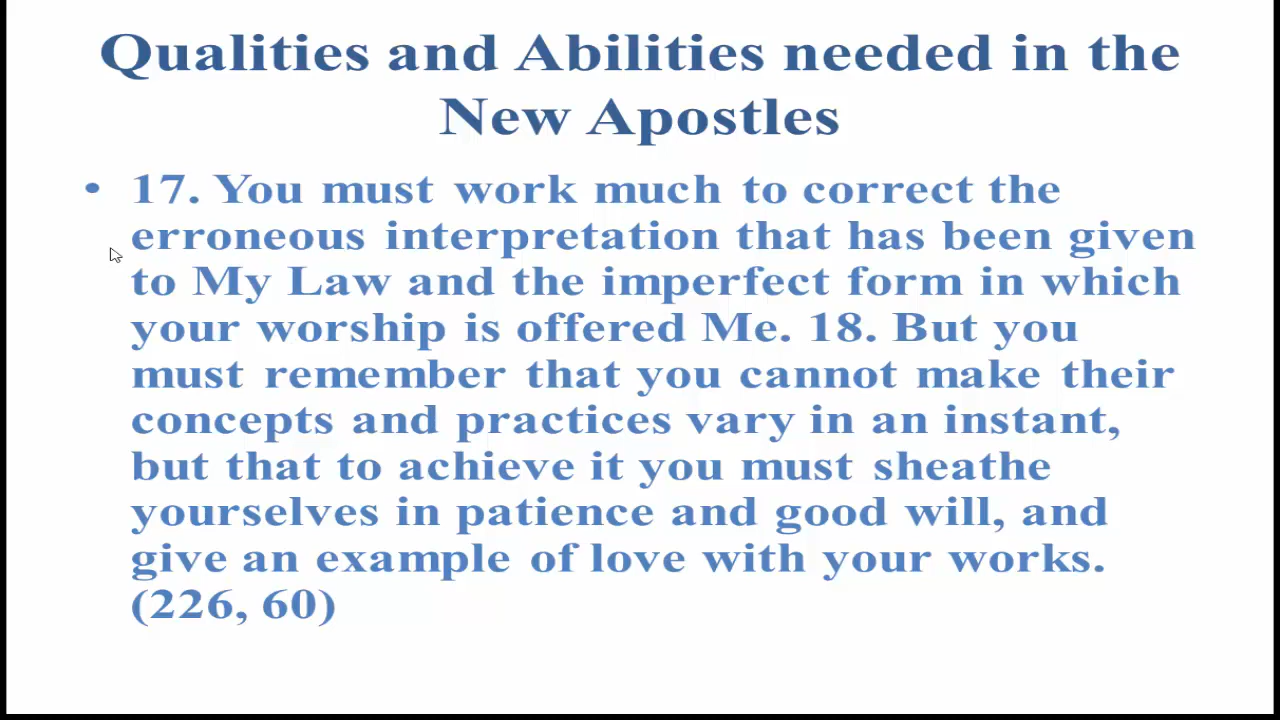 Qualities and Abilities needed in the
New Apostles
• 17. You must work much to correct the
erroneous interpretation that has been given
to My Law and the imperfect form in which
your worship is offered Me. 18. But you
must remember that you cannot make their
concepts and practices vary in an instant,
but that to achieve it you must sheathe
yourselves in patience and good will, and
give an example of love with your works.
(226, 60)